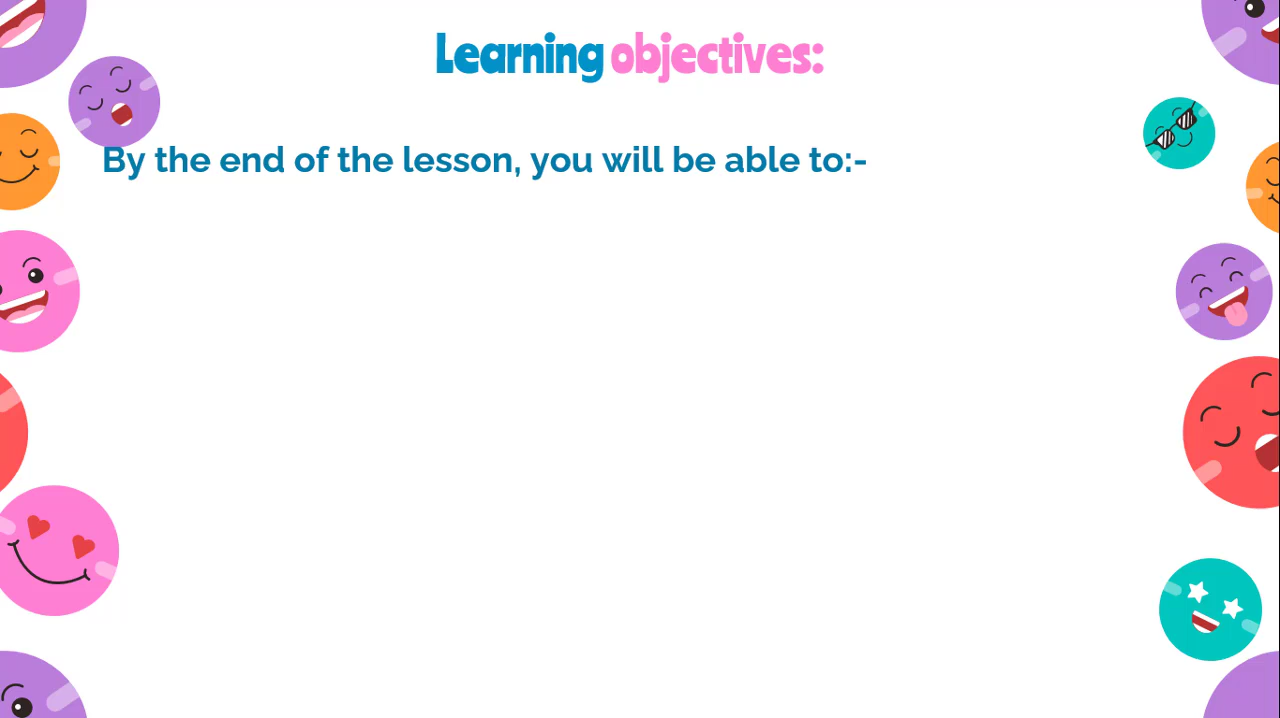 Learning objectives:
By the end of the lesson, you will be able to:-